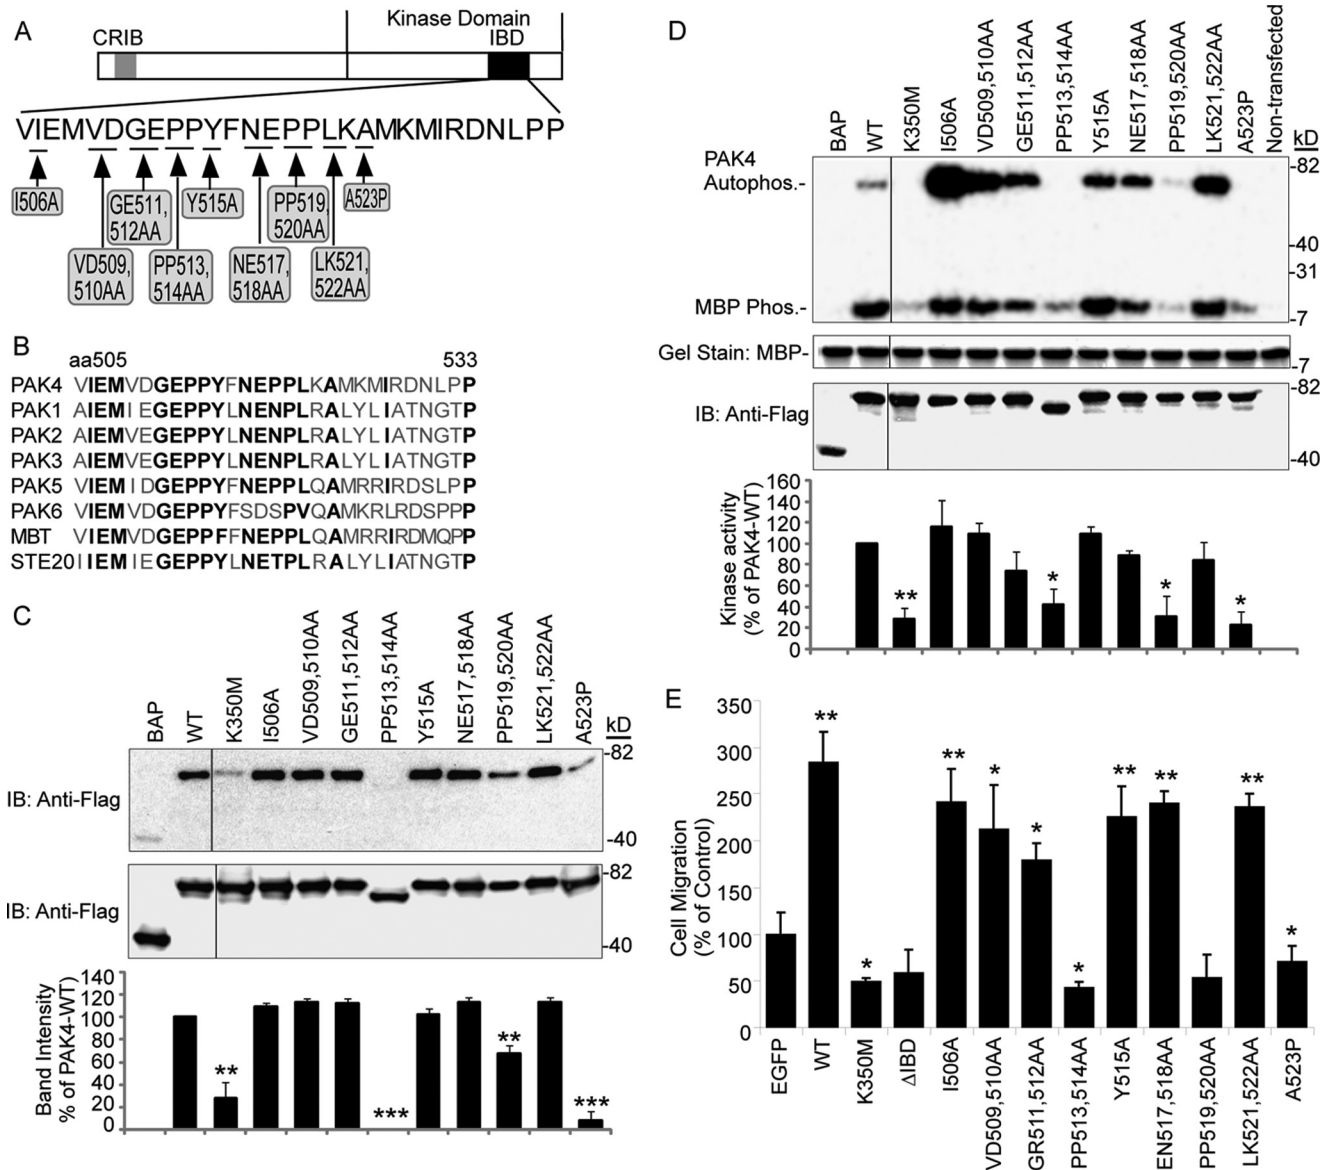 A
Kinase Domain
CRIB
IBD
VIEMVDGEPPYFNEPPLKAMKMIRDNLPP
I506A
GE511,
512AA
Y515A
PP519,
520AA
A523P
VD509,
510AA
PP513,
514AA
NE517,
518AA
LK521,
522AA
B
aa505 533
PAK4 VIEMVDGEPPYFNEPPLKAMKMIRDNLPP
PAK1 AIEMIEGEPPYLNENPLRALYLIATNGTP
PAK2 AIEMVEGEPPYLNENPLRALYLIATNGTP
PAK3 AIEMVEGEPPYLNENPLRALYLIATNGTP
PAK5 VIEMIDGEPPYFNEPPLQAMRRIRDSLPP
PAK6 VIEMVDGEPPYFSDSPVQAMKRLRDSPPP
MBT VIEMVDGEPPFFNEPPLQAMRRIRDMQPP
STE20 IIEMIEGEPPYLNETPLRALYLIATNGTP
C
BAP
WT
K350M
I506A
VD509,510AA
GE511,512AA
PP513,514AA
Y515A
NE517,518AA
PP519,520AA
LK521,522AA
A523P
kD
-82
IB: Anti-Flag
-40
-82
IB: Anti-Flag
-40
Band Intensity
% of PAK4-WT)
140
120
100
80
60
40
20
0
**
***
**
***
D
BAP
WT
K350M
I506A
VD509,510AA
GE511,512AA
PP513,514AA
Y515A
NE517,518AA
PP519,520AA
LK521,522AA
A523P
Non-transfected
kD
PAK4
Autophos.-
-82
-40
-31
MBP Phos.-
-7
Gel Stain: MBP-
-7
-82
IB: Anti-Flag
-40
Kinase activity
(% of PAK4-WT)
160
140
120
100
80
60
40
20
0
**
*
*
*
E
Cell Migration
(% of Control)
350
300
250
200
150
100
50
0
**
*
**
*
*
*
**
**
**
*
EGFP
WT
K350M
ΔIBD
I506A
VD509,510AA
GR511,512AA
PP513,514AA
Y515A
EN517,518AA
PP519,520AA
LK521,522AA
A523P